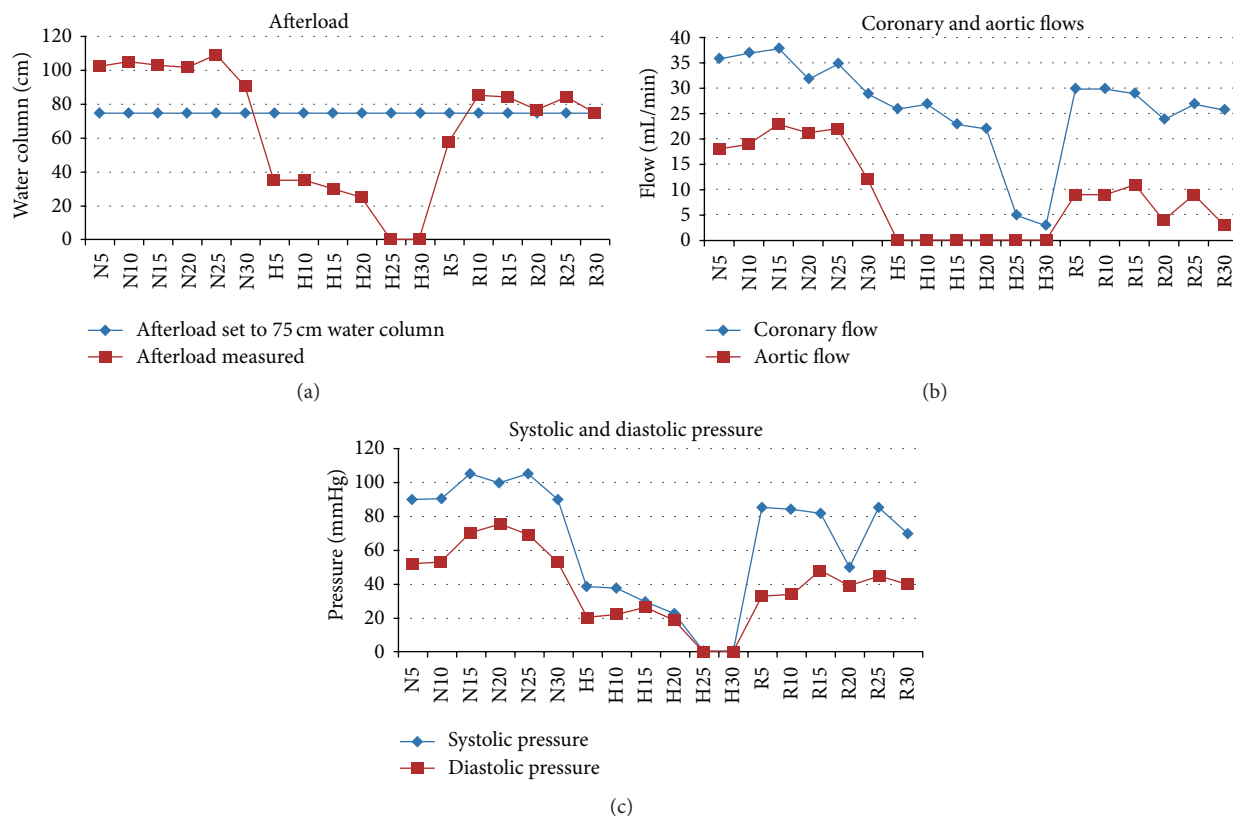 Afterload
Water column (cm)
120
100
80
60
40
20
0
N5
N10
N15
N20
N25
N30
H5
H10
H15
H20
H25
H30
R5
R10
R15
R20
R25
R30
Afterload set to 75 cm water column
Afterload measured
(a)
Coronary and aortic flows
Flow (mL/min)
40
35
30
25
20
15
10
5
0
N5
N10
N15
N20
N25
N30
H5
H10
H15
H20
H25
H30
R5
R10
R15
R20
R25
R30
Coronary flow
Aortic flow
(b)
Systolic and diastolic pressure
Pressure (mmHg)
120
100
80
60
40
20
0
N5
N10
N15
N20
N25
N30
H5
H10
H15
H20
H25
H30
R5
R10
R15
R20
R25
R30
Systolic pressure
Diastolic pressure
(c)